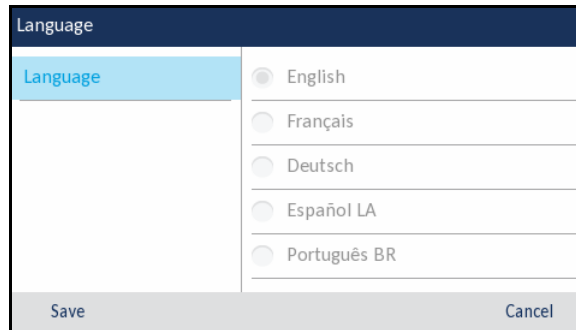 Language
Language
English
Français
Deutsch
Español LA
Português BR
Save Cancel